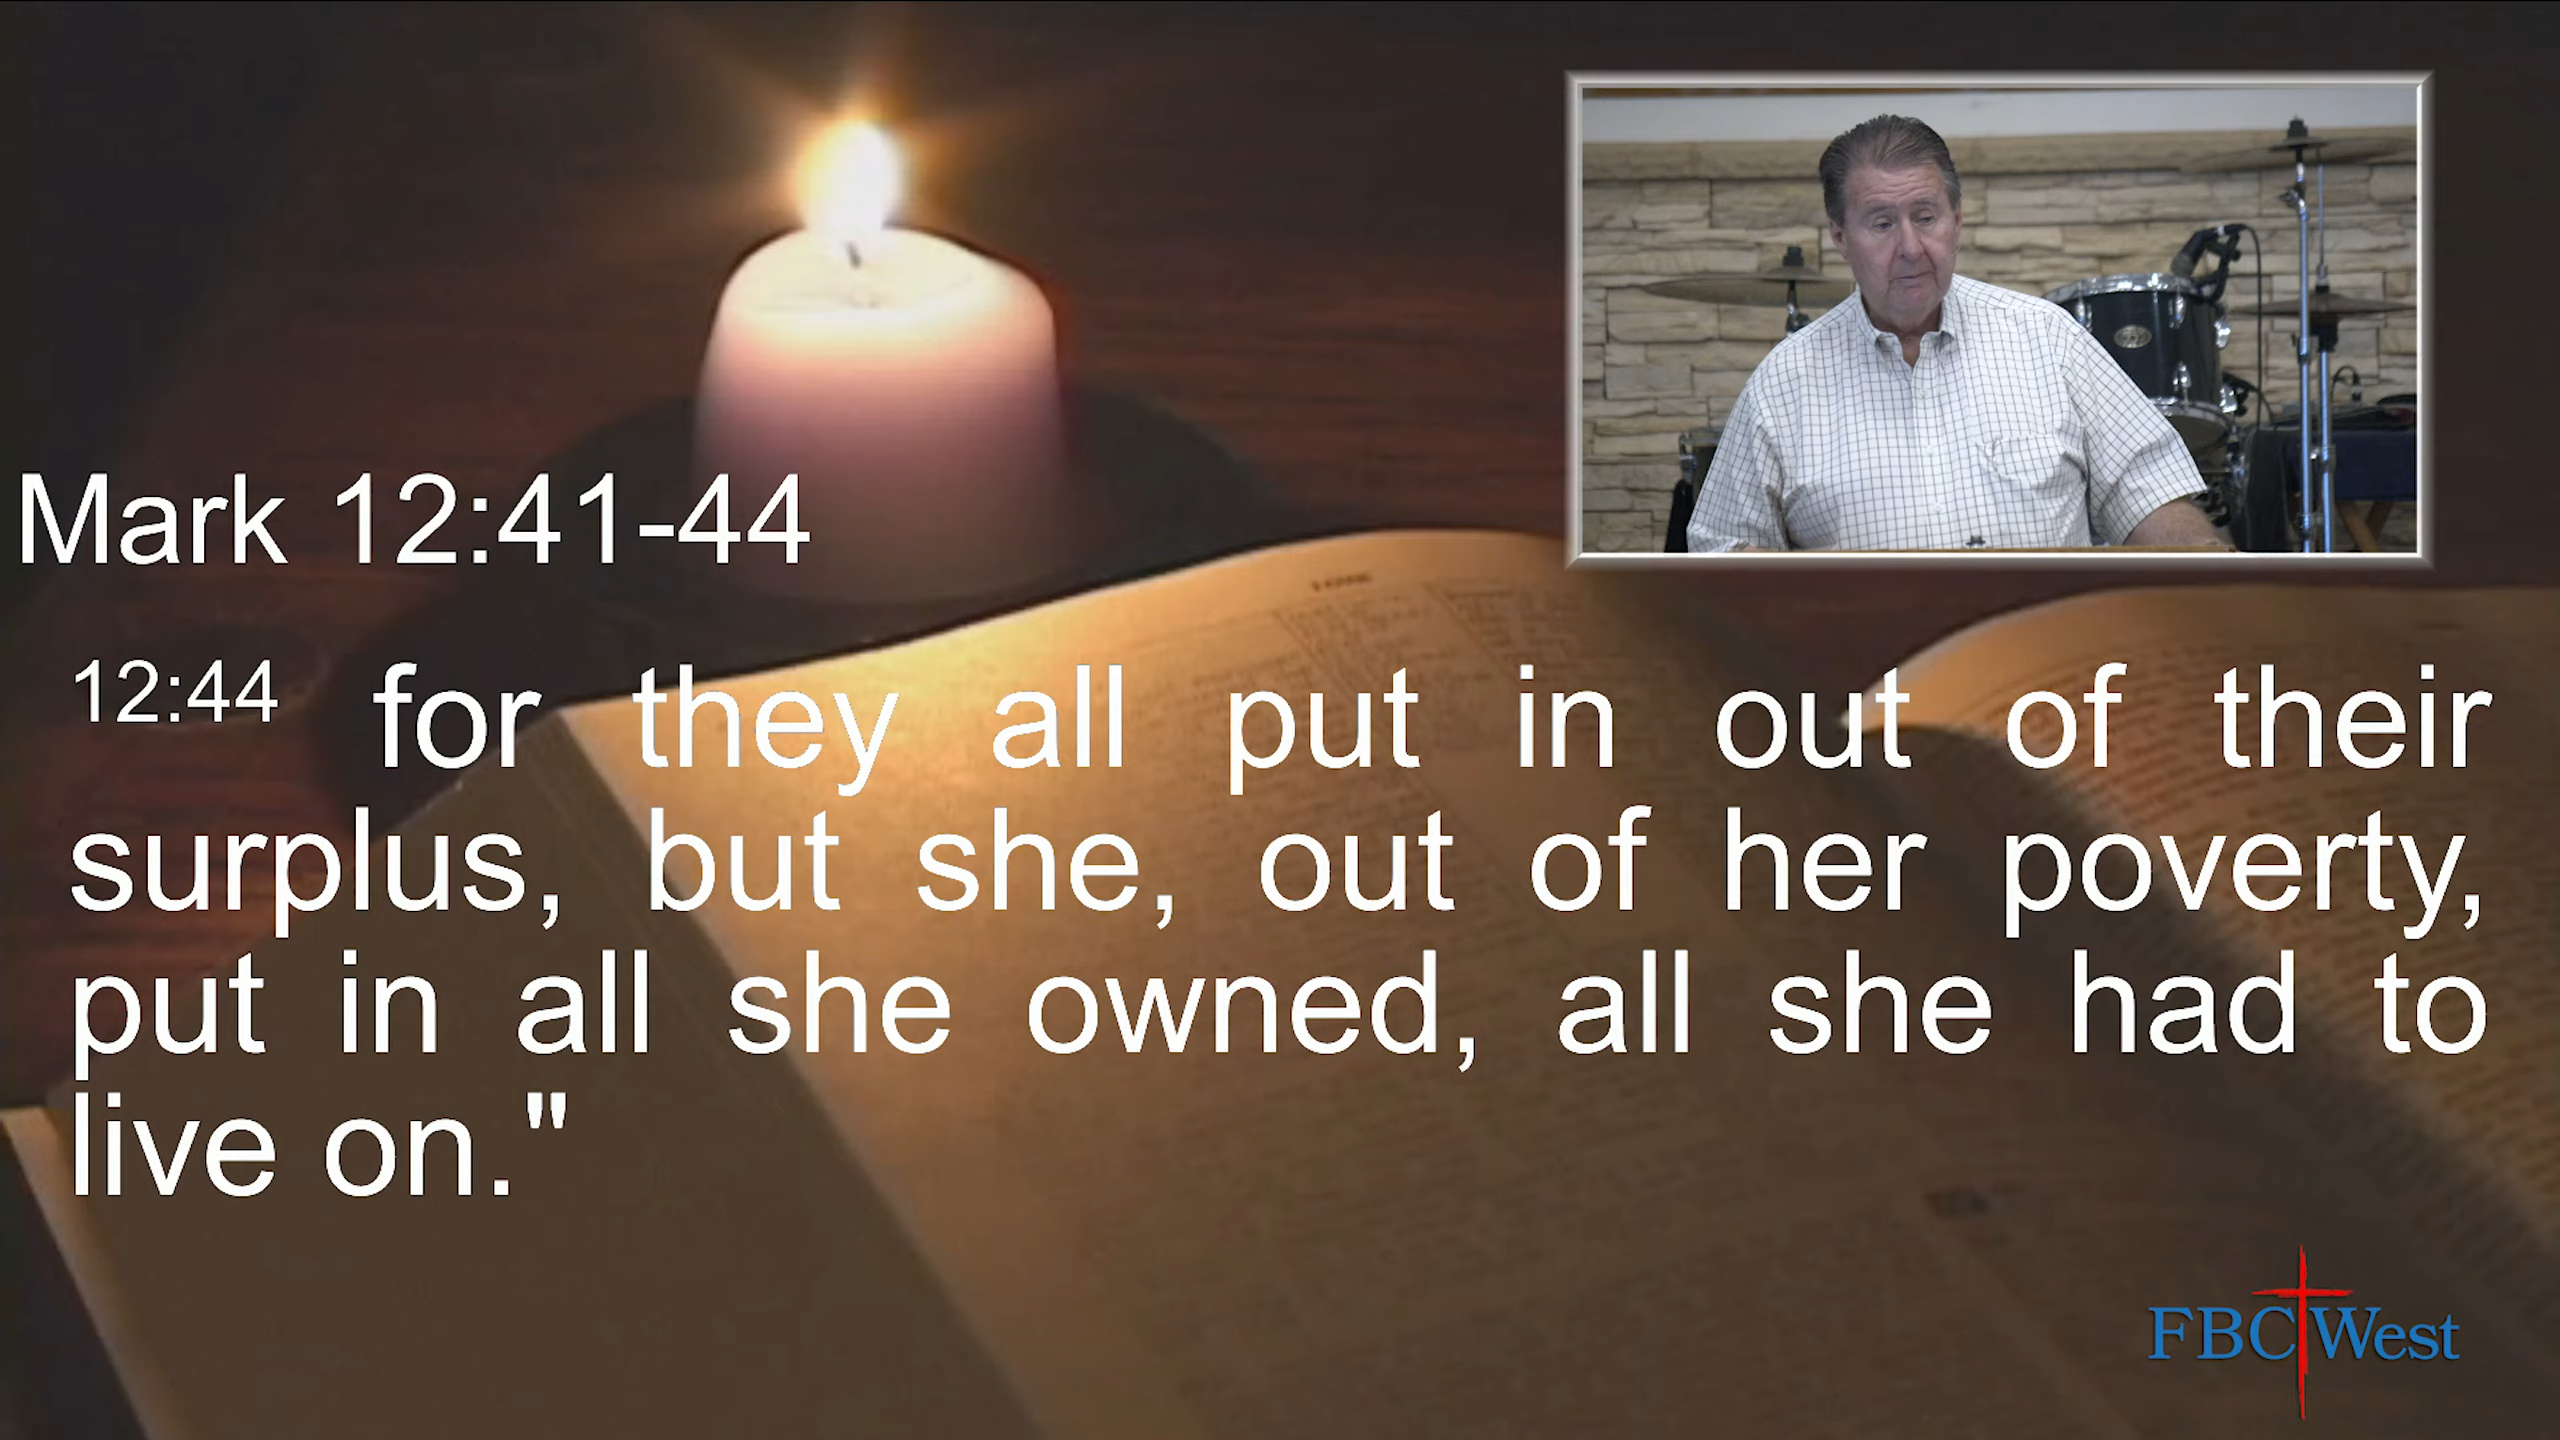 Mark 12:41-44
12:44 for they all put in out of their
surplus, but she, out of her poverty,
put in all she owned, all she had to
live on."
FBC West